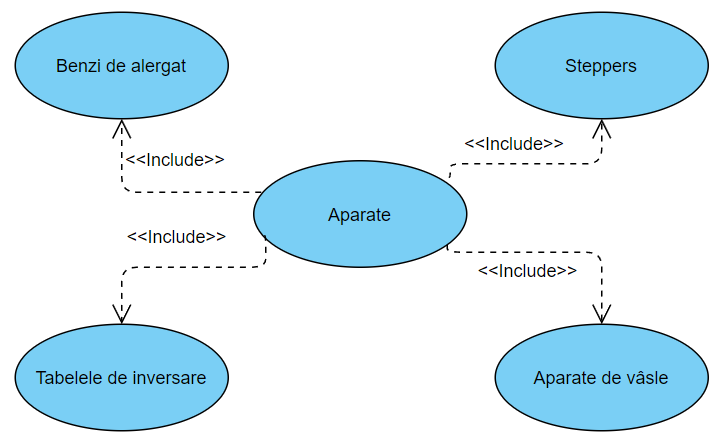 Benzi de alergat
Steppers
<<Include>>
<<Include>>
Aparate
<<Include>>
<<Include>>
Tabelele de inversare
Aparate de vâsle